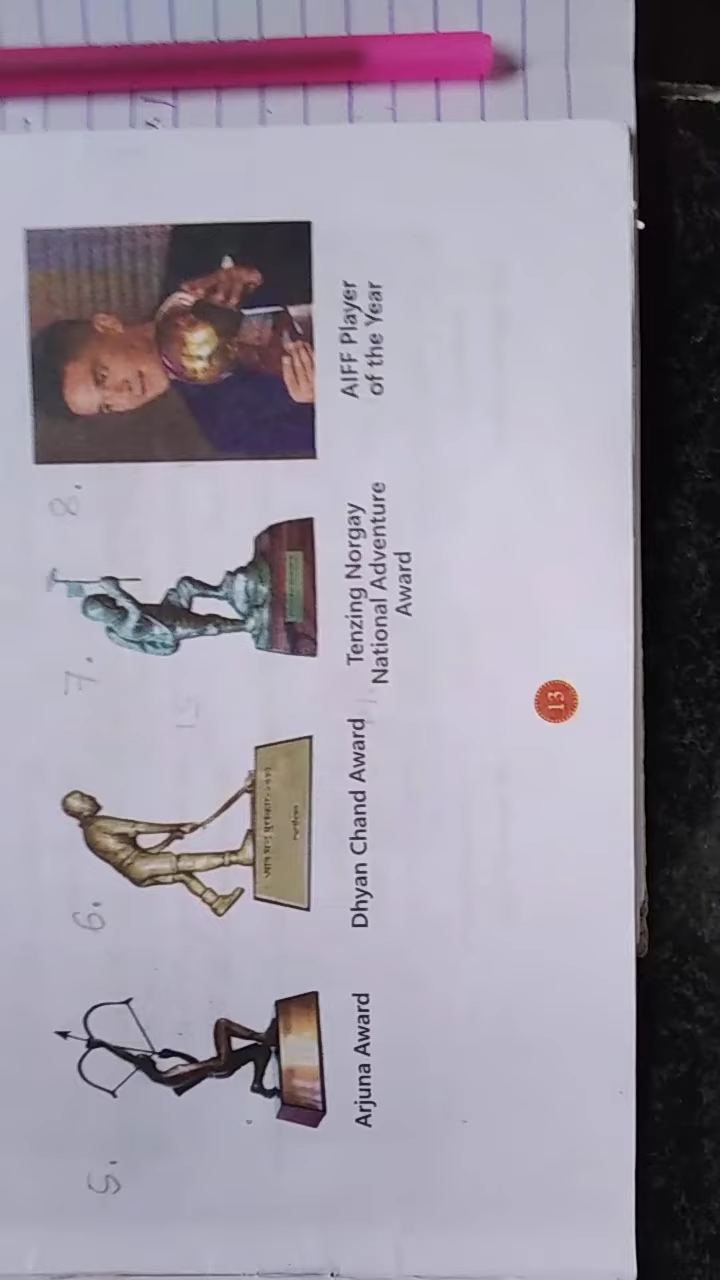 5.
Arjuna Award
6.
Dhyan Chand Award
7.
Tenzing Norgay
National Adventure
Award
8.
AIFF Player
of the Year
13